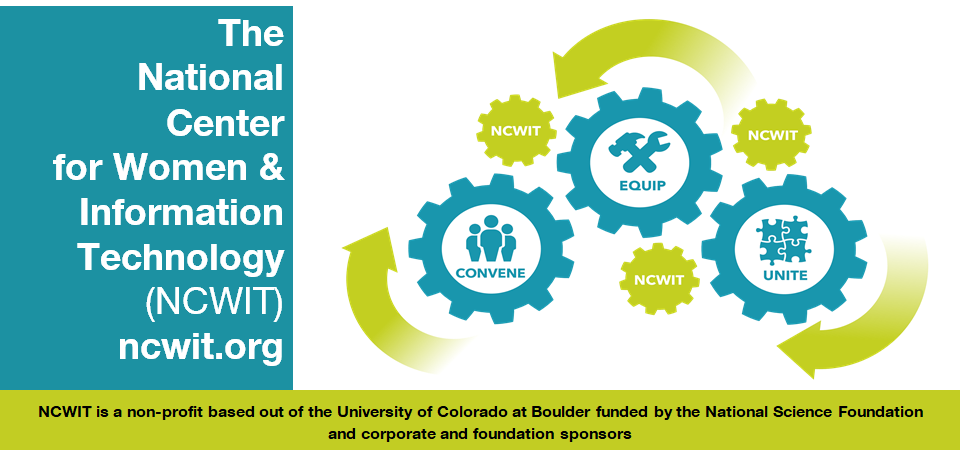 The
National
Center
for Women &
Information
Technology
(NCWIT)
ncwit.org
NCWIT
EQUIP
NCWIT
CONVENE
NCWIT
UNITE
NCWIT is a non-profit based out of the University of Colorado at Boulder funded by the National Science Foundation
and corporate and foundation sponsors